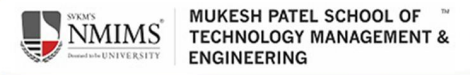 SVKM'S
NMIMS
Deemed to be UNIVERSITY
MUKESH PATEL SCHOOL OF ™
TECHNOLOGY MANAGEMENT &
ENGINEERING